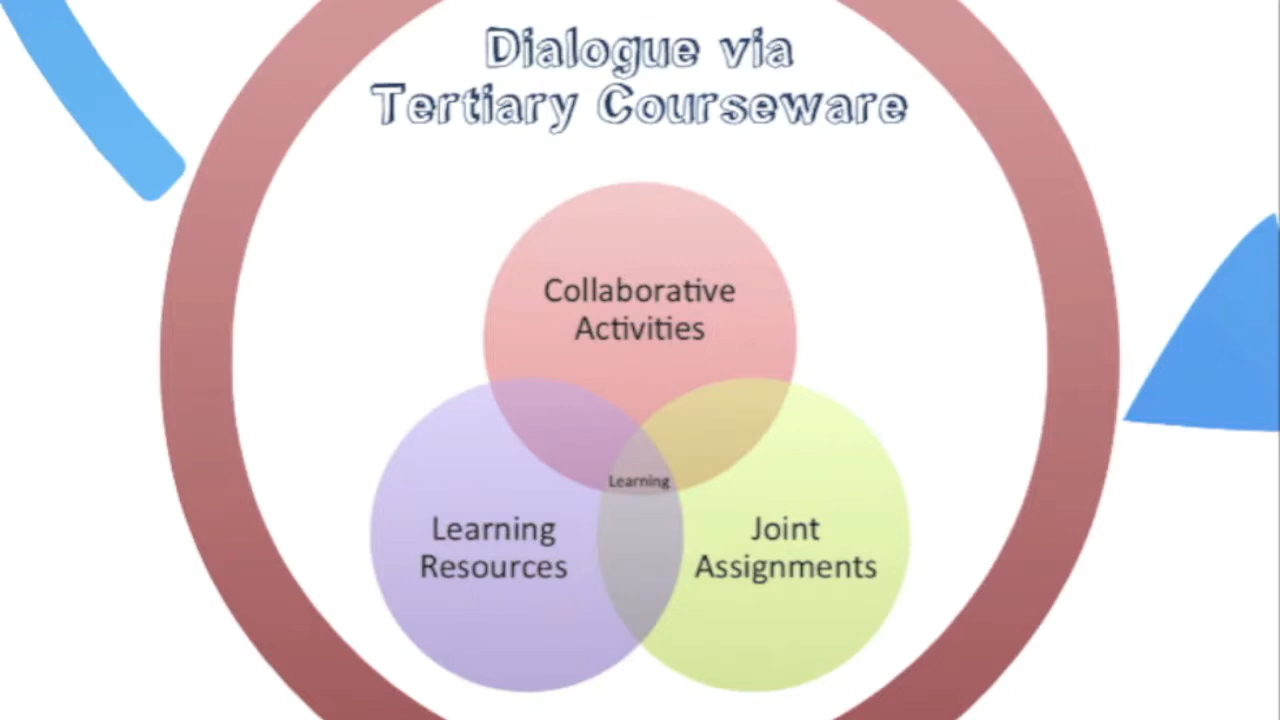 Dialogue via
Tertiary Courseware
Collaborative
Activities
Learning
Learning
Resources
Joint
Assignments